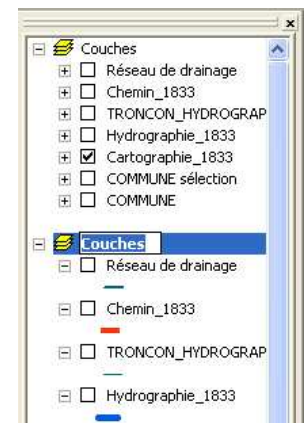 Couches
Réseau de drainage
Chemin_1833
TRONCON_HYDROGRAP
Hydrographie_1833
Cartographie_1833
COMMUNE sélection
COMMUNE
Couches
Réseau de drainage
Chemin_1833
TRONCON_HYDROGRAP
Hydrographie_1833